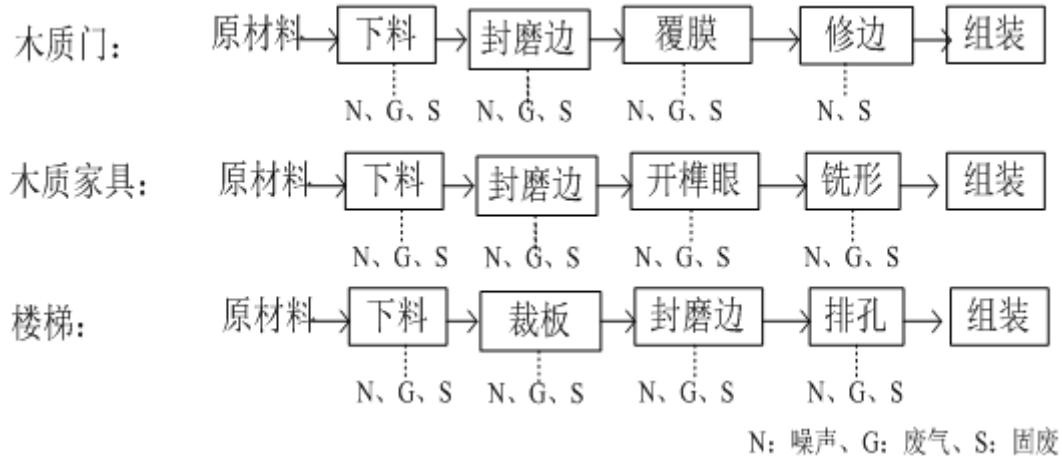 木质门： 原材料 下料 封磨边 覆膜 修边 组装
N、G、S N、G、S N、G、S N、S
木质家具： 原材料 下料 封磨边 开榫眼 铣形 组装
N、G、S N、G、S N、G、S N、G、S
楼梯： 原材料 下料 裁板 封磨边 排孔 组装
N、G、S N、G、S N、G、S N、G、S
N：噪声、G：废气、S：固废